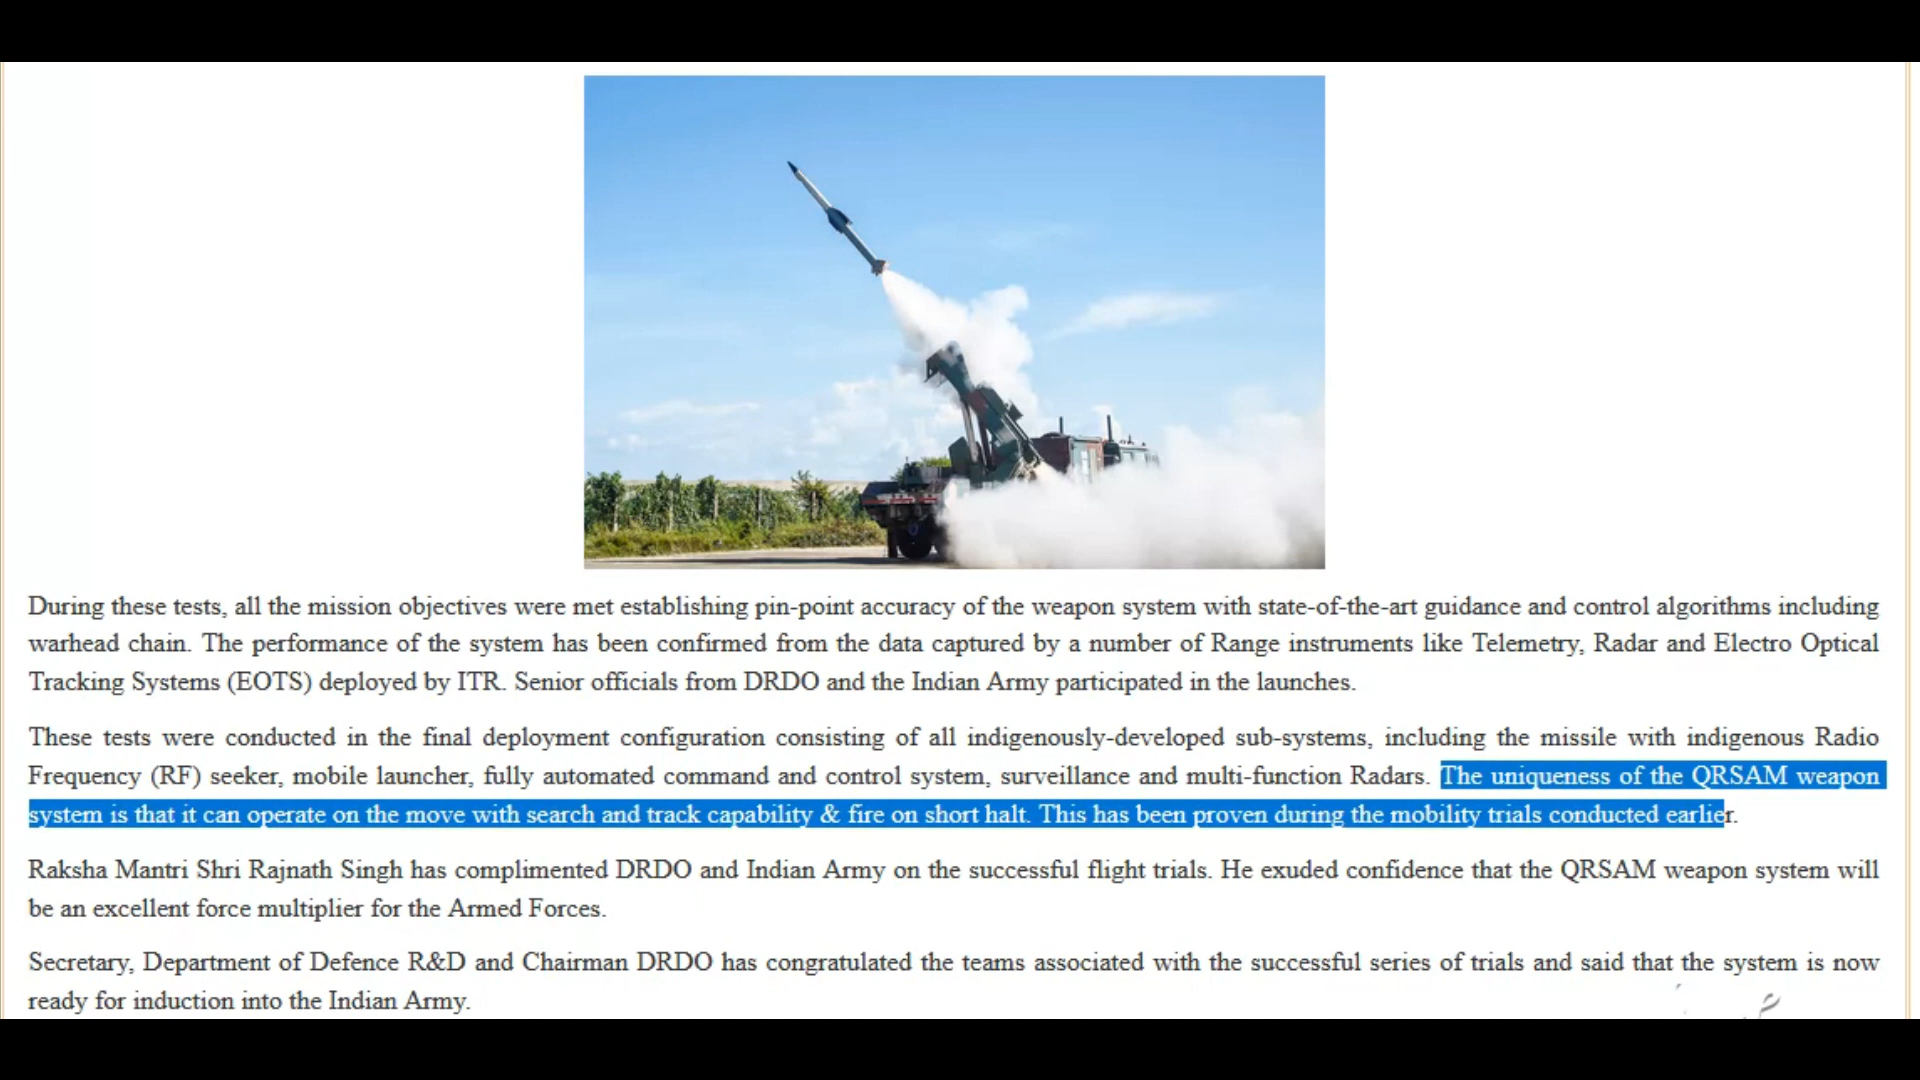 During these tests, all the mission objectives were met establishing pin-point accuracy of the weapon system with state-of-the-art guidance and control algorithms including
warhead chain. The performance of the system has been confirmed from the data captured by a number of Range instruments like Telemetry, Radar and Electro Optical
Tracking Systems (EOTS) deployed by ITR. Senior officials from DRDO and the Indian Army participated in the launches.
These tests were conducted in the final deployment configuration consisting of all indigenously-developed sub-systems, including the missile with indigenous Radio
Frequency (RF) seeker, mobile launcher, fully automated command and control system, surveillance and multi-function Radars. The uniqueness of the QRSAM weapon
system is that it can operate on the move with search and track capability & fire on short halt. This has been proven during the mobility trials conducted earlier.
Raksha Mantri Shri Rajnath Singh has complimented DRDO and Indian Army on the successful flight trials. He exuded confidence that the QRSAM weapon system will
be an excellent force multiplier for the Armed Forces.
Secretary, Department of Defence R&D and Chairman DRDO has congratulated the teams associated with the successful series of trials and said that the system is now
ready for induction into the Indian Army.